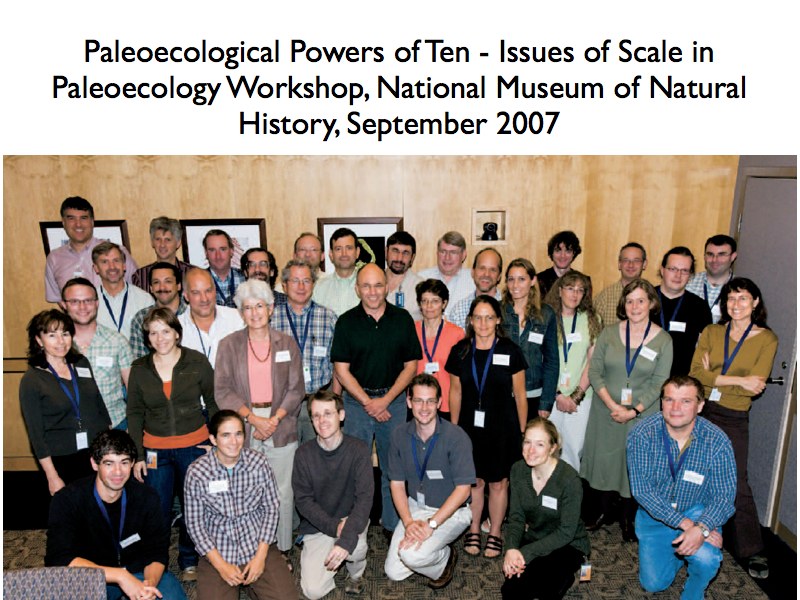 Paleoecological Powers of Ten - Issues of Scale in
Paleoecology Workshop, National Museum of Natural
History, September 2007